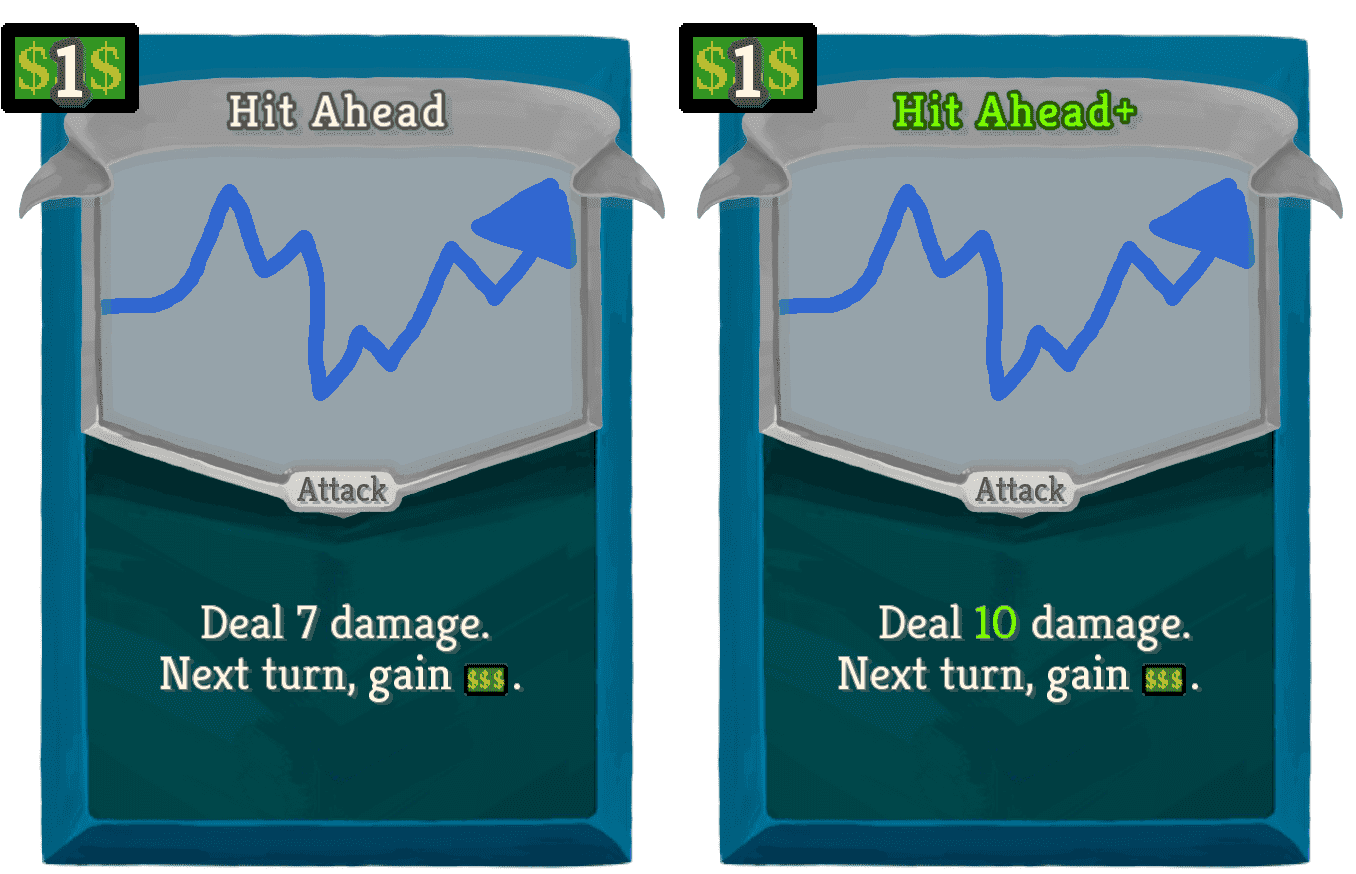 $1$
Hit Ahead
Attack
Deal 7 damage.
Next turn, gain $$$.
$1$
Hit Ahead+
Attack
Deal 10 damage.
Next turn, gain $$$.